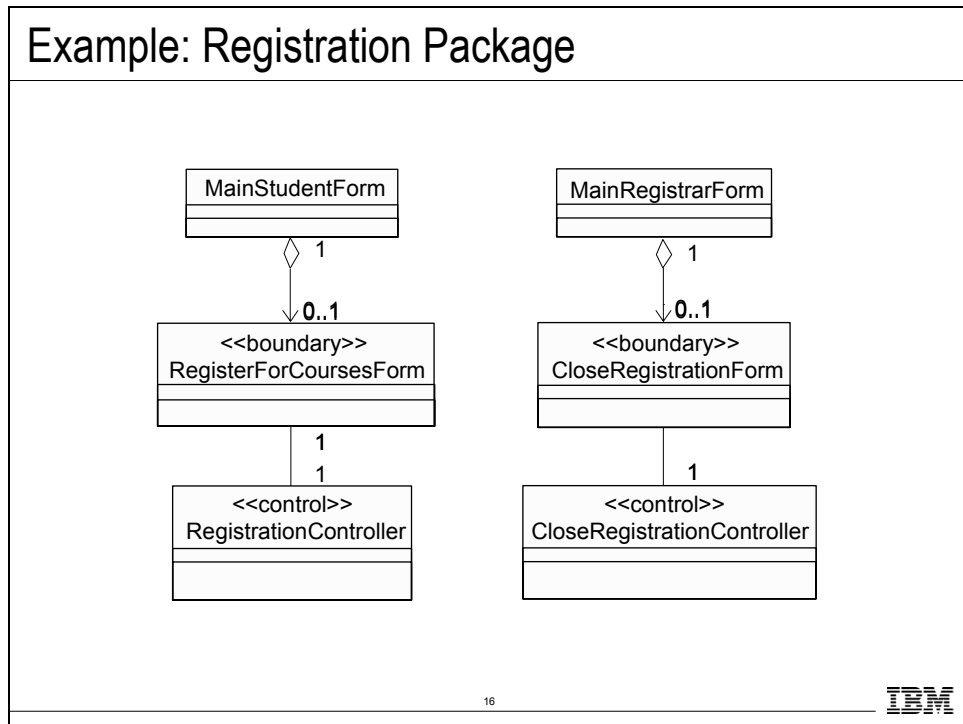 Example: Registration Package
MainStudentForm
1
0..1
<<boundary>>
RegisterForCoursesForm
1
1
<<control>>
RegistrationController
MainRegistrarForm
1
0..1
<<boundary>>
CloseRegistrationForm
1
<<control>>
CloseRegistrationController
16
IBM